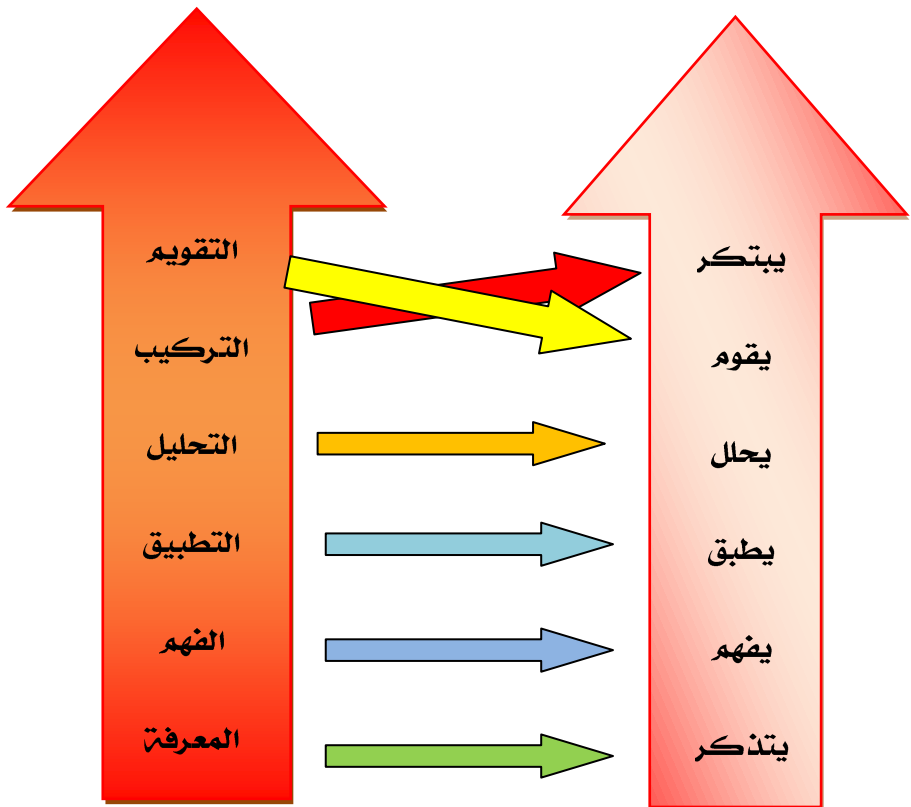 التقويم
التركيب
التحليل
التطبيق
الفهم
المعرفة
يبتكر
يقوم
يحلل
يطبق
يفهم
يتذكر